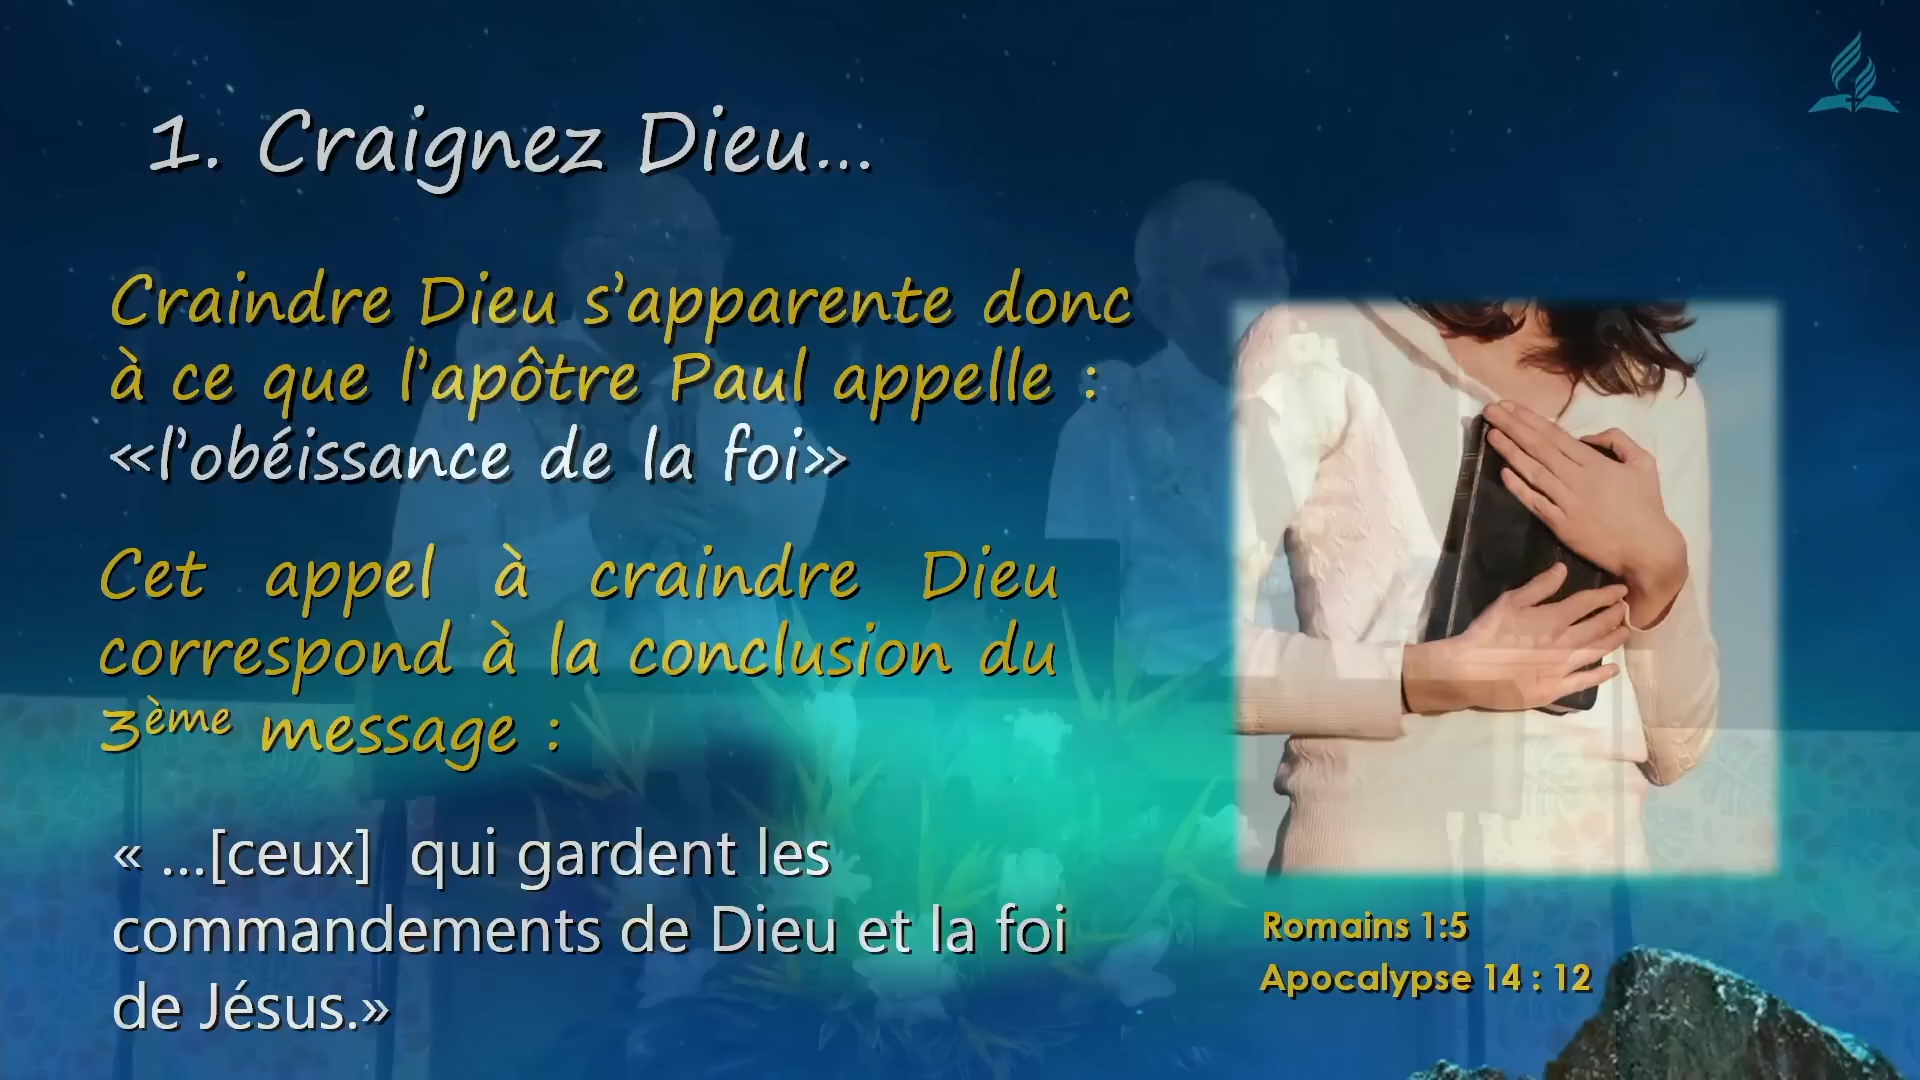 1. Craignez Dieu...
Craindre Dieu s’apparente donc
à ce que l’apôtre Paul appelle :
«l’obéissance de la foi»
Cet appel à craindre Dieu
correspond à la conclusion du
3ème message :
« ...[ceux] qui gardent les
commandements de Dieu et la foi
de Jésus.»
Romains 1:5
Apocalypse 14 : 12